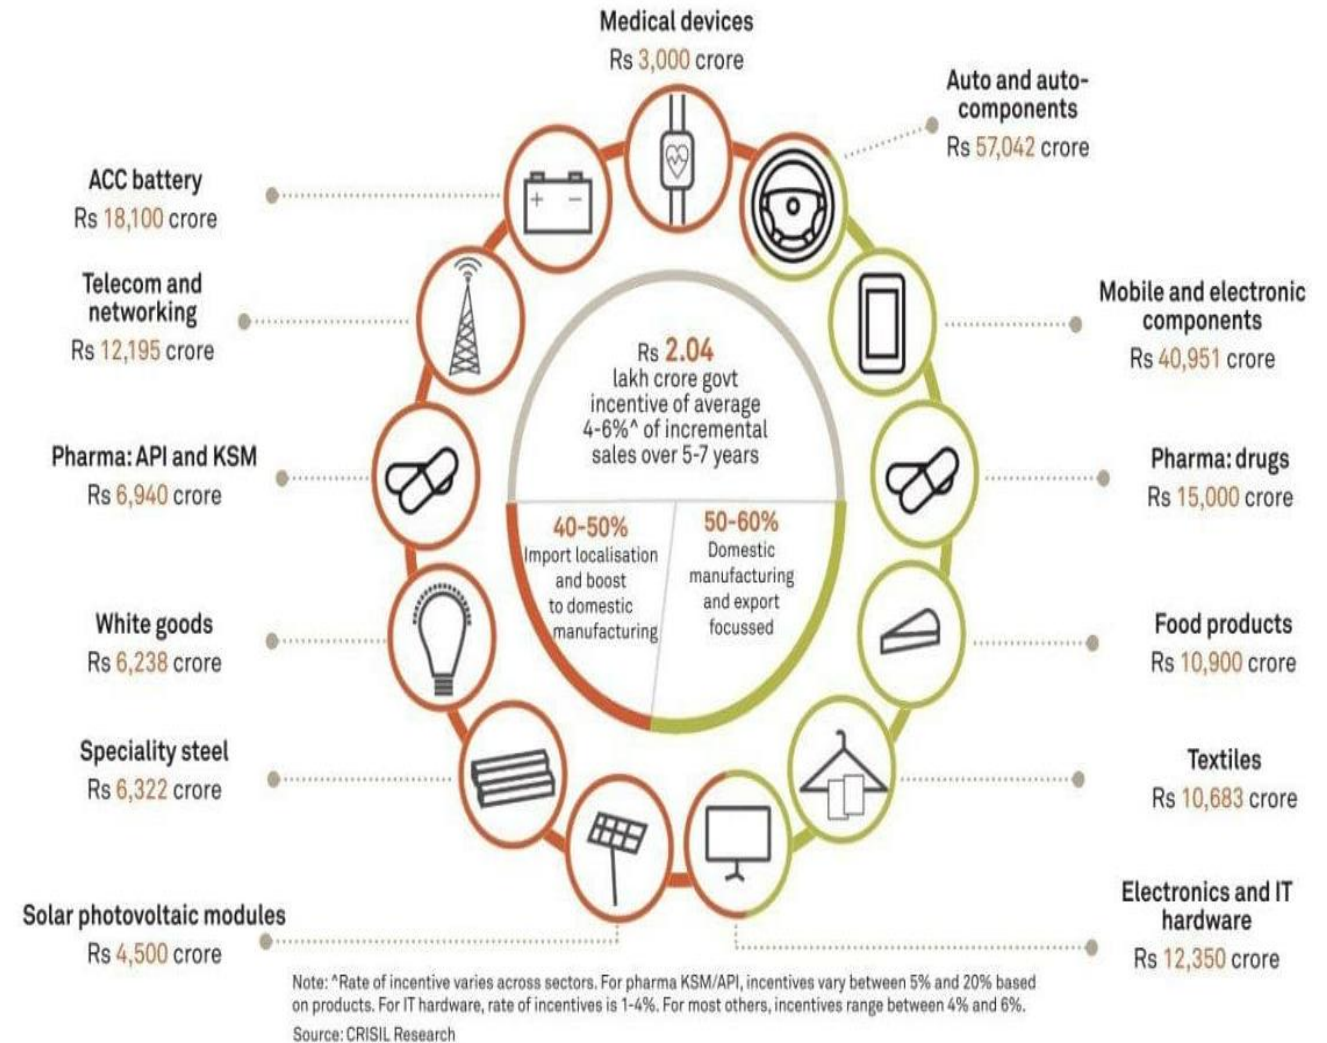 Medical devices
Rs 3,000 crore
Auto and auto-
components
Rs 57,042 crore
ACC battery
Rs 18,100 crore
Telecom and
networking
Rs 12,195 crore
Mobile and electronic
components
Rs 40,951 crore
Rs 2.04
lakh crore govt
incentive of average
4-6%^ of incremental
sales over 5-7 years
Pharma: API and KSM
Rs 6,940 crore
Pharma: drugs
Rs 15,000 crore
40-50%
Import localisation
and boost
to domestic
manufacturing
50-60%
Domestic
manufacturing
and export
focussed
White goods
Rs 6,238 crore
Food products
Rs 10,900 crore
Speciality steel
Rs 6,322 crore
Textiles
Rs 10,683 crore
Solar photovoltaic modules
Rs 4,500 crore
Electronics and IT
hardware
Rs 12,350 crore
Note: ^Rate of incentive varies across sectors. For pharma KSM/API, incentives vary between 5% and 20% based
on products. For IT hardware, rate of incentives is 1-4%. For most others, incentives range between 4% and 6%.
Source: CRISIL Research